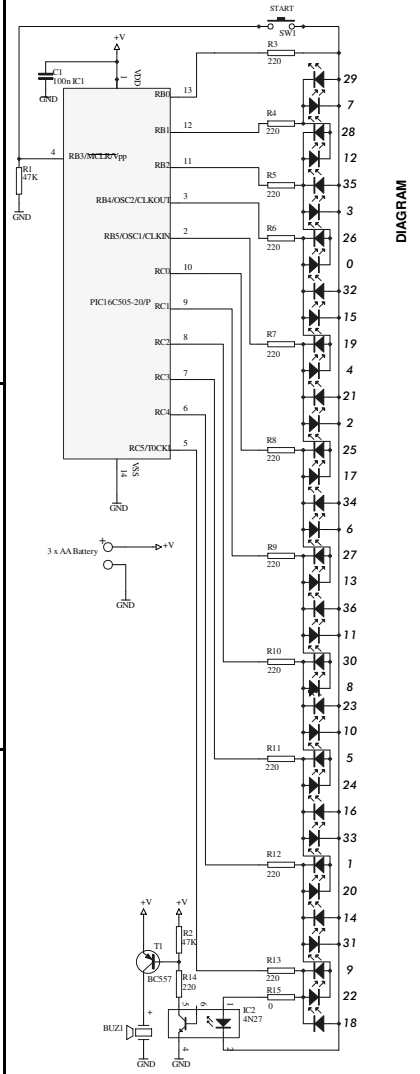 START
SW1
+V
R3
220
C1
100n IC1
GND
1
VDD
RB0
13
RB1
12
R4
220
RB2
11
R5
220
4
RB3/MCLR/Vpp
R1
47K
GND
RB4/OSC2/CLKOUT
3
R6
220
RB5/OSC1/CLKIN
2
RC0
10
PIC16C505-20/P
RC1
9
RC2
8
R7
220
RC3
7
RC4
6
RC5/T0CKI
5
R8
220
VSS
14
GND
3 x AA Battery
+
+V
GND
R9
220
R10
220
R11
220
R12
220
+V
+V
R2
47K
T1
BC557
R14
220
R13
220
R15
0
5
6
1
IC2
4N27
4
2
BUZ1
+
GND
GND
29
7
28
12
35
3
26
0
32
15
19
4
21
2
25
17
34
6
27
13
36
11
30
8
23
10
5
24
16
33
1
20
14
31
9
22
18
DIAGRAM